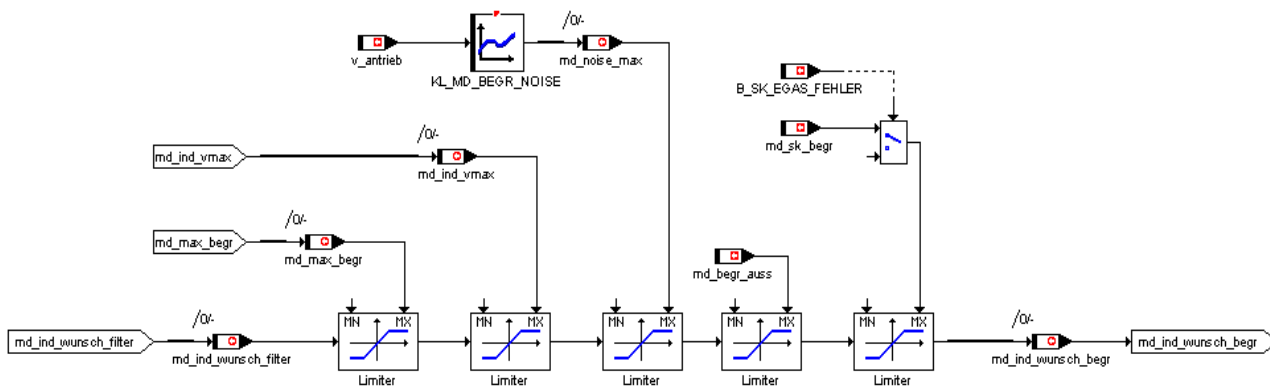 /0/-
v_antrieb
KL_MD_BEGR_NOISE
md_noise_max
B_SK_EGAS_FEHLER
md_sk_begr
/0/-
md_ind_vmax
md_ind_vmax
/0/-
md_max_begr
md_max_begr
md_begr_auss
/0/-
MN MX
MN MX
MN MX
MN MX
MN MX
/0/-
md_ind_wunsch_filter
md_ind_wunsch_filter
md_ind_wunsch_begr
md_ind_wunsch_begr
Limiter
Limiter
Limiter
Limiter
Limiter